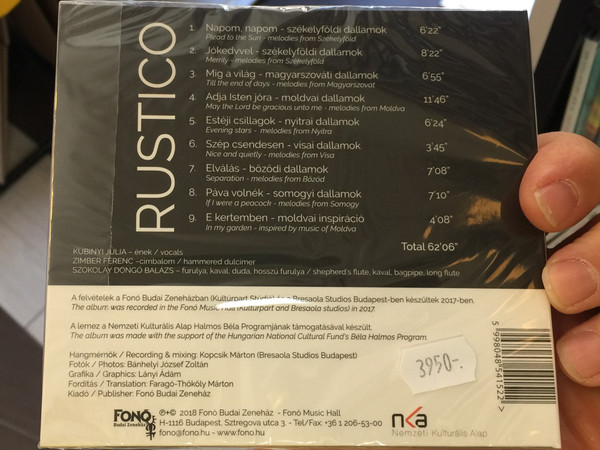 RUSTICO
1. Napom, napom - székelyföldi dallamok 6'22"
Plead to the Sun - melodies from Székelyföld
2. Jókedvvel - székelyföldi dallamok 8'22"
Merrily - melodies from Székelyföld
3. Míg a világ - magyarszováti dallamok 6'55"
Till the end of days - melodies from Magyarszovát
4. Adja Isten jóra - moldvai dallamok 11'46"
May the Lord be gracious unto me - melodies from Moldva
5. Estéji csillagok - nyitrai dallamok 6'24"
Evening stars - melodies from Nyitra
6. Szép csendesen - visai dallamok 3'45"
Nice and quietly - melodies from Visa
7. Elválás - bözödi dallamok 7'08"
Separation - melodies from Bözöd
8. Páva volnék - somogyi dallamok 7'10"
If I were a peacock - melodies from Somogy
9. E kertemben - moldvai inspiráció 4'08"
In my garden - inspired by music of Moldva
Total 62'06"
KUBINYI JÚLIA – ének / vocals
ZIMBER FERENC -cimbalom / hammered dulcimer
SZOKOLAY DONGÓ BALÁZS – furulya, kaval, duda, hosszú furulya / shepherd's flute, kaval, bagpipe, long flute
A felvételek a Fonó Budai Zeneházban (Kulturpart Studio) és a Bresaola Studios Budapest-ben készültek 2017-ben.
The album was recorded in the Fonó Music Hall (Kulturpart and Bresaola studios) in 2017.
A lemez a Nemzeti Kulturális Alap Halmos Béla Programjának támogatásával készült.
The album was made with the support of the Hungarian National Cultural Fund's Béla Halmos Program.
Hangmérnök / Recording & mixing: Kopcsik Márton (Bresaola Studios Budapest)
Fotók / Photos: Bánhelyi József Zoltán
Grafika / Graphics: Lányi Ádám
Fordítás / Translation: Faragó-Thököly Márton
Kiadó / Publisher: Fonó Budai Zeneház
3950-.
5 998048 541522 >
FONÓ
Budai Zeneház
℗+© 2018 Fonó Budai Zeneház - Fonó Music Hall
H-1116 Budapest, Sztregova utca 3. - Tel/Fax: +36 1 206-53-00
fono@fono.hu - www.fono.hu
nka
Nemzeti Kulturális Alap